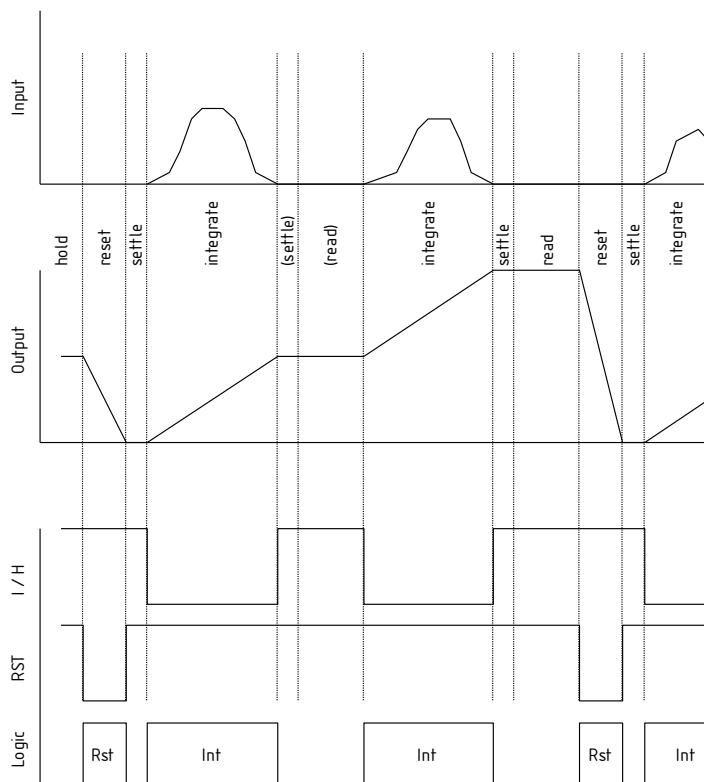 Input
hold
reset
settle
integrate
(settle)
(read)
integrate
settle
read
reset
settle
integrate
Output
I / H
RST
Logic
Rst
Int
Int
Rst
Int